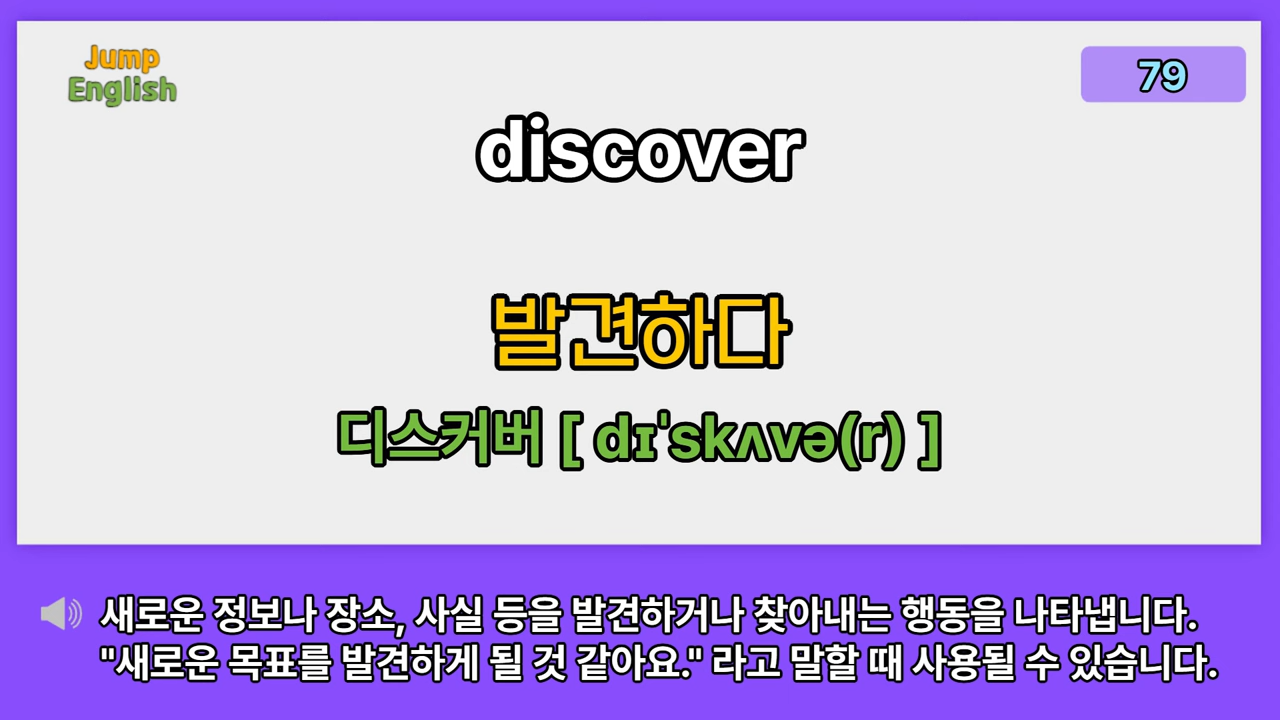 Jump
English
79
discover
발견하다
디스커버 [ dɪˈskʌvə(r) ]
새로운 정보나 장소, 사실 등을 발견하거나 찾아내는 행동을 나타냅니다.
"새로운 목표를 발견하게 될 것 같아요." 라고 말할 때 사용될 수 있습니다.